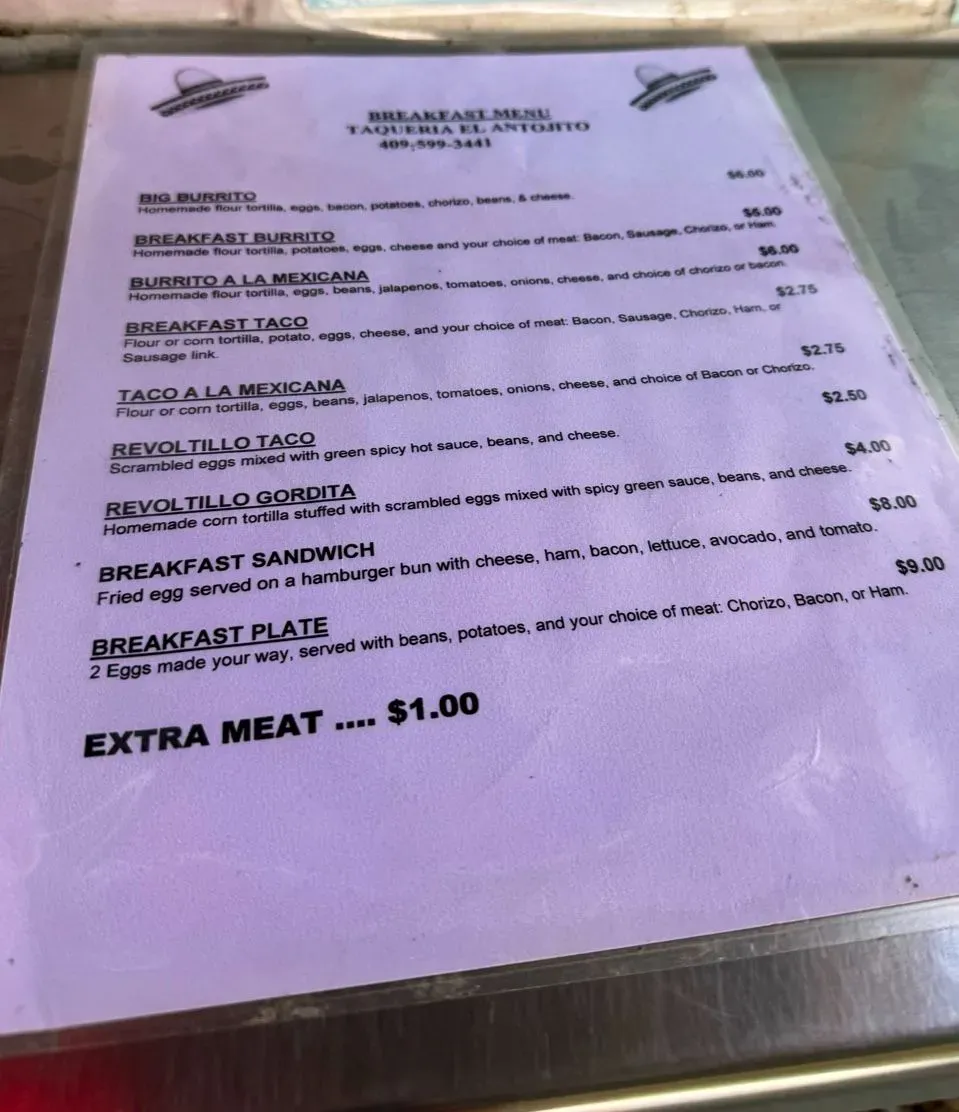 BREAKFAST MENU
TAQUERIA EL ANTOJITO
409-599-3441
$6.00
BIG BURRITO
Homemade flour tortilla, eggs, bacon, potatoes, chorizo, beans, & cheese.
$6.00
BREAKFAST BURRITO
Homemade flour tortilla, potatoes, eggs, cheese and your choice of meat: Bacon, Sausage, Chorizo, or Ham.
$6.00
BURRITO A LA MEXICANA
Homemade flour tortilla, eggs, beans, jalapenos, tomatoes, onions, cheese, and choice of chorizo or bacon.
$2.75
BREAKFAST TACO
Flour or corn tortilla, potato, eggs, cheese, and your choice of meat: Bacon, Sausage, Chorizo, Ham, or
Sausage link.
$2.75
TACO A LA MEXICANA
Flour or corn tortilla, eggs, beans, jalapenos, tomatoes, onions, cheese, and choice of Bacon or Chorizo.
$2.50
REVOLTILLO TACO
Scrambled eggs mixed with green spicy hot sauce, beans, and cheese.
$4.00
REVOLTILLO GORDITA
Homemade corn tortilla stuffed with scrambled eggs mixed with spicy green sauce, beans, and cheese.
$8.00
BREAKFAST SANDWICH
Fried egg served on a hamburger bun with cheese, ham, bacon, lettuce, avocado, and tomato.
$9.00
BREAKFAST PLATE
2 Eggs made your way, served with beans, potatoes, and your choice of meat: Chorizo, Bacon, or Ham.
EXTRA MEAT .... $1.00